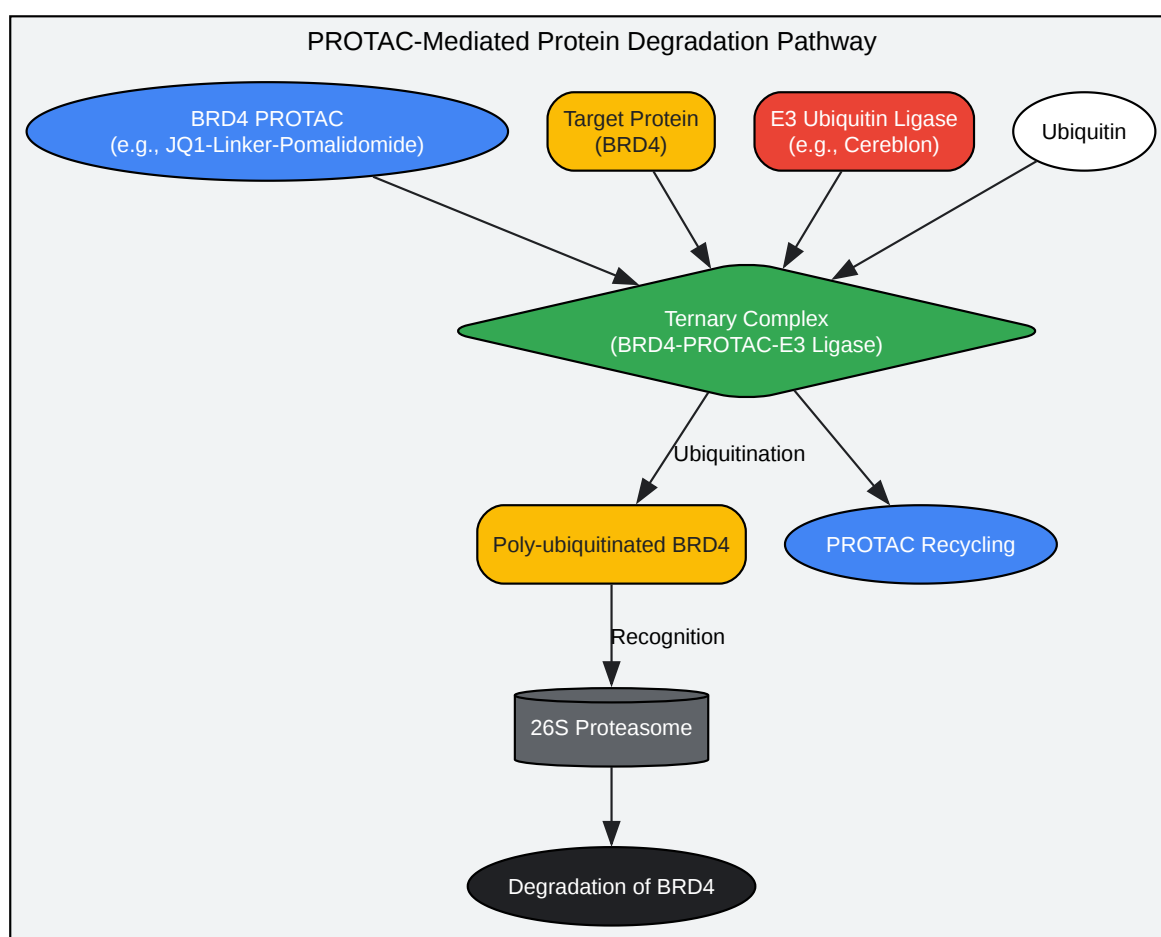 PROTAC-Mediated Protein Degradation Pathway
BRD4 PROTAC
(e.g., JQ1-Linker-Pomalidomide)
Target Protein
(BRD4)
E3 Ubiquitin Ligase
(e.g., Cereblon)
Ubiquitin
Ternary Complex
(BRD4-PROTAC-E3 Ligase)
Ubiquitination
Poly-ubiquitinated BRD4
PROTAC Recycling
Recognition
26S Proteasome
Degradation of BRD4